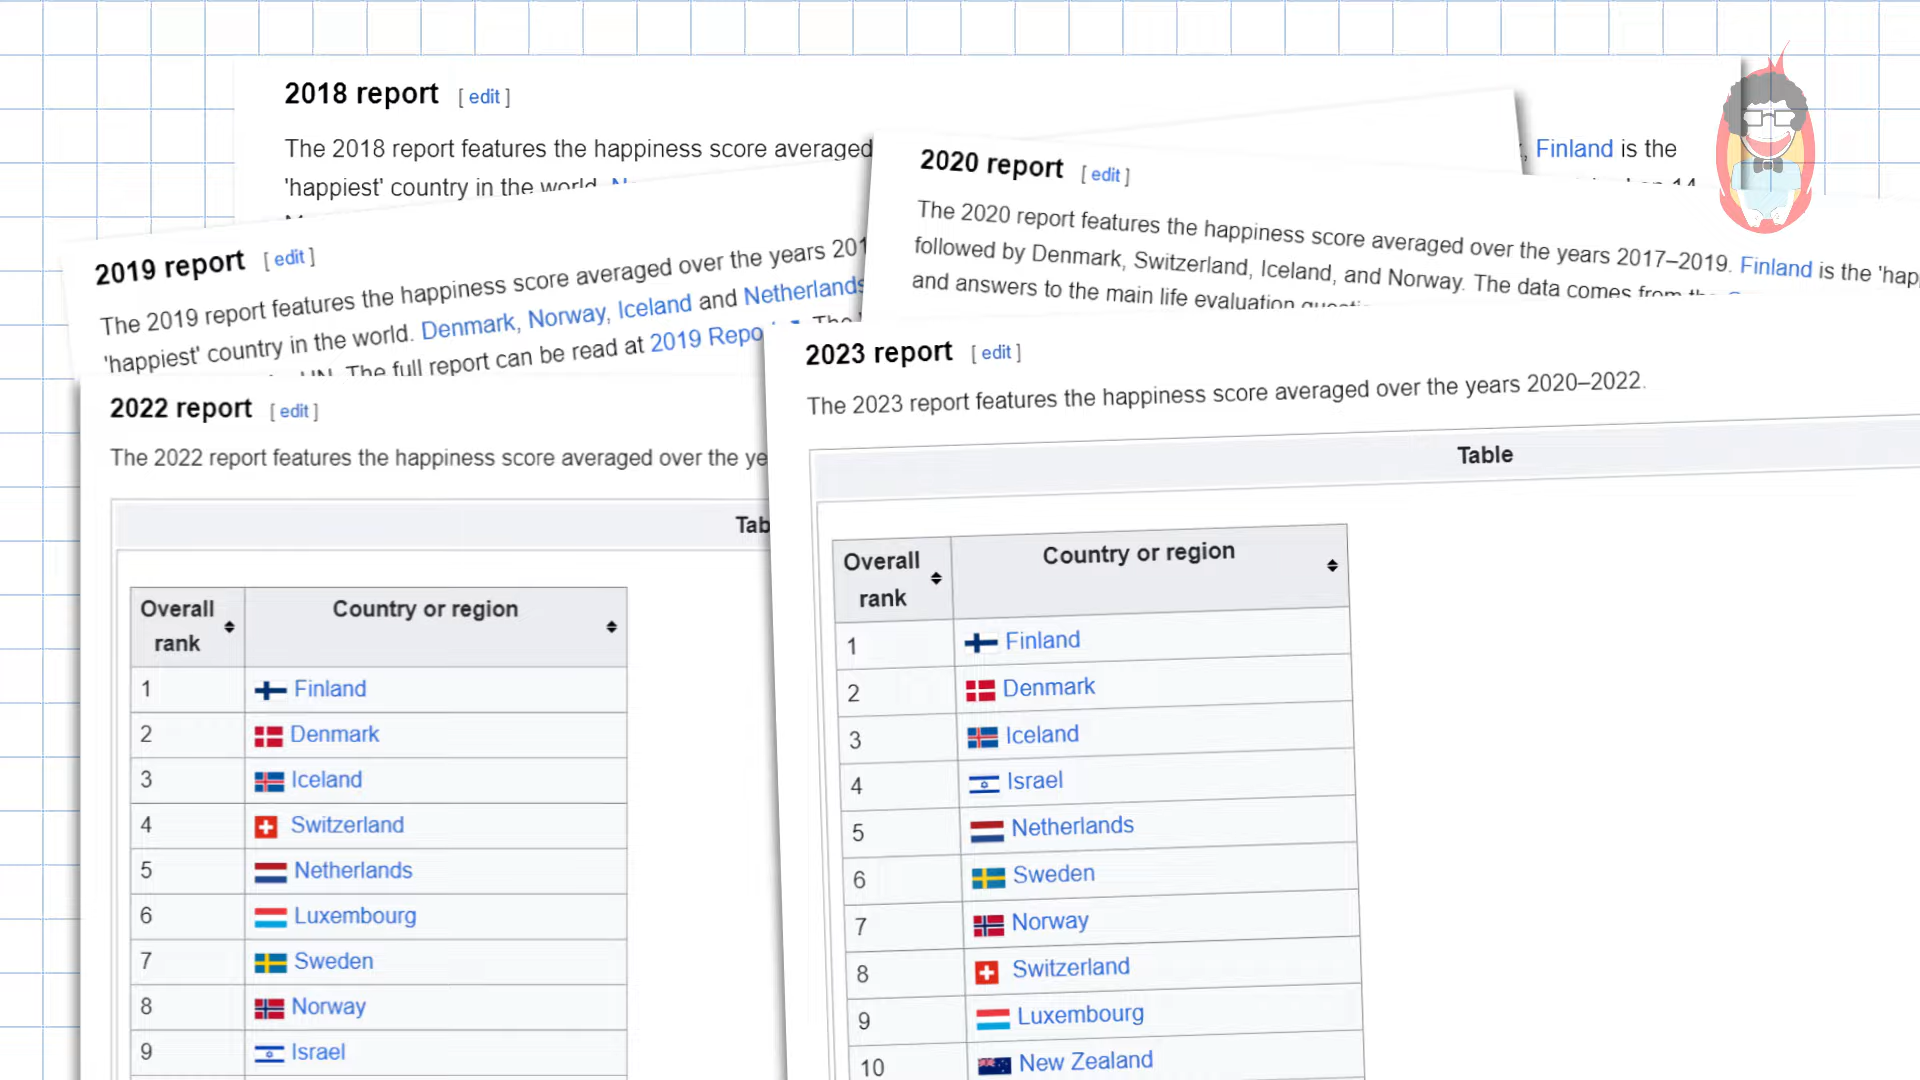 2018 report [ edit ]
The 2018 report features the happiness score averaged
, Finland is the
'happiest' country in the world.
2020 report [ edit ]
The 2020 report features the happiness score averaged over the years 2017–2019. Finland is the 'hap
followed by Denmark, Switzerland, Iceland, and Norway. The data comes from
and answers to the main life evaluation
2019 report [ edit ]
The 2019 report features the happiness score averaged over the years 201
'happiest' country in the world. Denmark, Norway, Iceland and Netherlands
The full report can be read at 2019 Repo The
2022 report [ edit ]
The 2022 report features the happiness score averaged over the ye
Tab
Overall rank
Country or region
1 Finland
2 Denmark
3 Iceland
4 Switzerland
5 Netherlands
6 Luxembourg
7 Sweden
8 Norway
9 Israel
2023 report [ edit ]
The 2023 report features the happiness score averaged over the years 2020–2022.
Table
Overall rank
Country or region
1 Finland
2 Denmark
3 Iceland
4 Israel
5 Netherlands
6 Sweden
7 Norway
8 Switzerland
9 Luxembourg
10 New Zealand